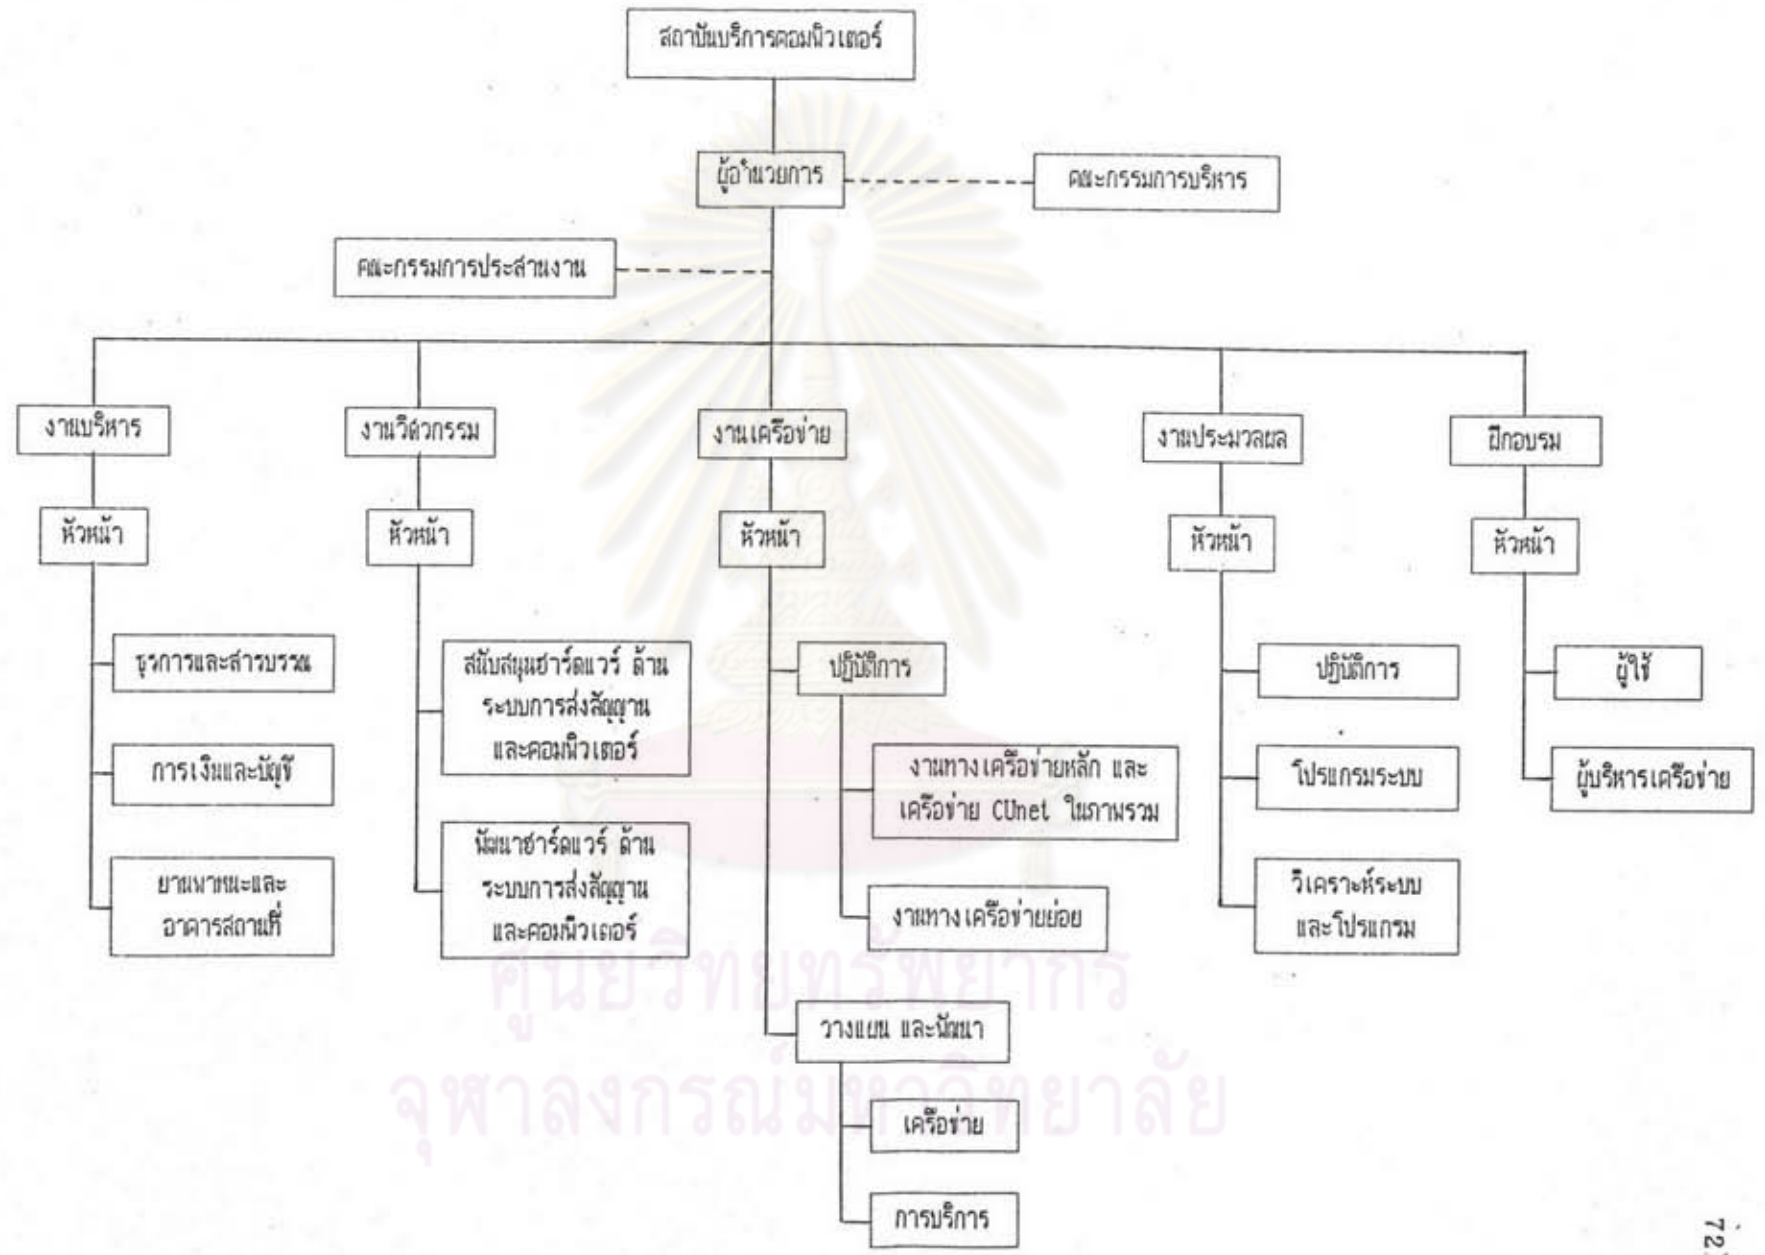 สถาบันบริการคอมพิวเตอร์
ผู้อำนวยการ
คณะกรรมการบริหาร
คณะกรรมการประสานงาน
งานบริหาร
งานวิศวกรรม
งานเครือข่าย
งานประมวลผล
ฝึกอบรม
หัวหน้า
หัวหน้า
หัวหน้า
หัวหน้า
หัวหน้า
ธุรการและสารบรรณ
การเงินและบัญชี
ยานพาหนะและ
อาคารสถานที่
สนับสนุนฮาร์ดแวร์ ด้าน
ระบบการส่งสัญญาน
และคอมพิวเตอร์
พัฒนาฮาร์ดแวร์ ด้าน
ระบบการส่งสัญญาน
และคอมพิวเตอร์
ปฏิบัติการ
งานทางเครือข่ายหลัก และ
เครือข่าย CUnet ในภาพรวม
งานทางเครือข่ายย่อย
วางแผน และพัฒนา
เครือข่าย
การบริการ
ปฏิบัติการ
โปรแกรมระบบ
วิเคราะห์ระบบ
และโปรแกรม
ผู้ใช้
ผู้บริหารเครือข่าย
ศูนย์วิทยทรัพยากร
จุฬาลงกรณ์มหาวิทยาลัย
72